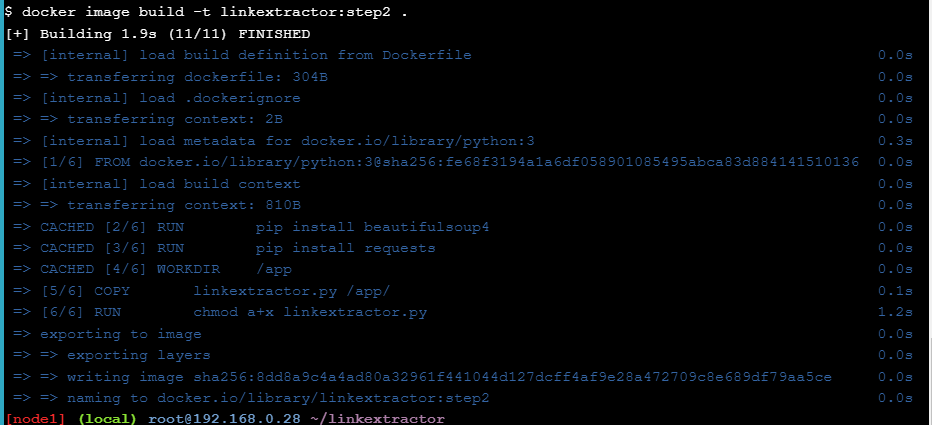 $ docker image build -t linkextractor:step2 .
[+] Building 1.9s (11/11) FINISHED
=> [internal] load build definition from Dockerfile 0.0s
=> => transferring dockerfile: 304B 0.0s
=> [internal] load .dockerignore 0.0s
=> => transferring context: 2B 0.0s
=> [internal] load metadata for docker.io/library/python:3 0.3s
=> [1/6] FROM docker.io/library/python:3@sha256:fe68f3194a1a6df058901085495abca83d884141510136 0.0s
=> [internal] load build context 0.0s
=> => transferring context: 810B 0.0s
=> CACHED [2/6] RUN pip install beautifulsoup4 0.0s
=> CACHED [3/6] RUN pip install requests 0.0s
=> CACHED [4/6] WORKDIR /app 0.0s
=> [5/6] COPY linkextractor.py /app/ 0.1s
=> [6/6] RUN chmod a+x linkextractor.py 1.2s
=> exporting to image 0.0s
=> => exporting layers 0.0s
=> => writing image sha256:8dd8a9c4a4ad80a32961f441044d127dcff4af9e28a472709c8e689df79aa5ce 0.0s
=> => naming to docker.io/library/linkextractor:step2 0.0s
[node1] (local) root@192.168.0.28 ~/linkextractor